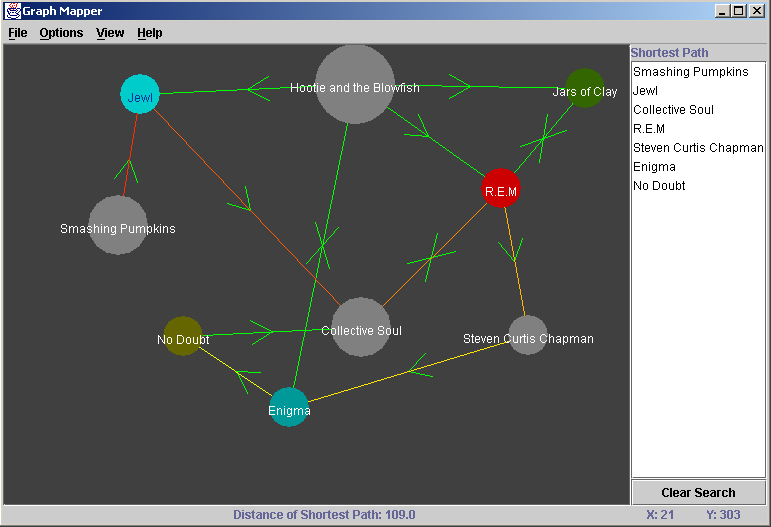 Graph Mapper
File Options View Help
Shortest Path
Hootie and the Blowfish
Jewl
Jars of Clay
R.E.M
Smashing Pumpkins
Collective Soul
No Doubt
Steven Curtis Chapman
Enigma
Smashing Pumpkins
Jewl
Collective Soul
R.E.M
Steven Curtis Chapman
Enigma
No Doubt
Clear Search
Distance of Shortest Path: 109.0
X: 21 Y: 303